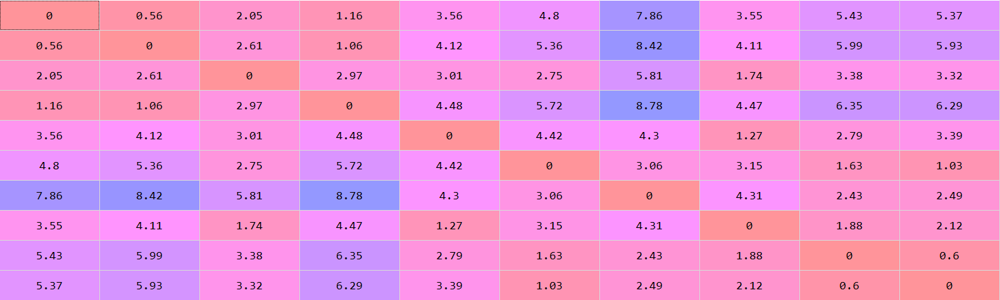 0 0.56 2.05 1.16 3.56 4.8 7.86 3.55 5.43 5.37
0.56 0 2.61 1.06 4.12 5.36 8.42 4.11 5.99 5.93
2.05 2.61 0 2.97 3.01 2.75 5.81 1.74 3.38 3.32
1.16 1.06 2.97 0 4.48 5.72 8.78 4.47 6.35 6.29
3.56 4.12 3.01 4.48 0 4.42 4.3 1.27 2.79 3.39
4.8 5.36 2.75 5.72 4.42 0 3.06 3.15 1.63 1.03
7.86 8.42 5.81 8.78 4.3 3.06 0 4.31 2.43 2.49
3.55 4.11 1.74 4.47 1.27 3.15 4.31 0 1.88 2.12
5.43 5.99 3.38 6.35 2.79 1.63 2.43 1.88 0 0.6
5.37 5.93 3.32 6.29 3.39 1.03 2.49 2.12 0.6 0